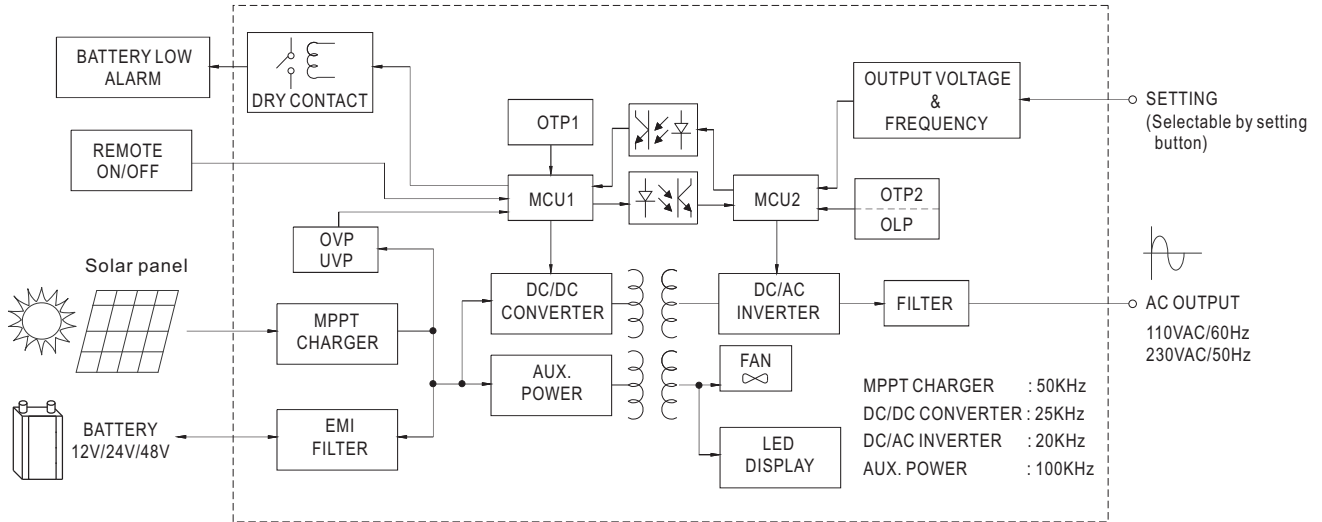 BATTERY LOW
ALARM
DRY CONTACT
REMOTE
ON/OFF
OTP1
OUTPUT VOLTAGE
&
FREQUENCY
SETTING
(Selectable by setting
button)
MCU1
MCU2
OTP2
OLP
OVP
UVP
Solar panel
MPPT
CHARGER
DC/DC
CONVERTER
DC/AC
INVERTER
FILTER
AC OUTPUT
110VAC/60Hz
230VAC/50Hz
AUX.
POWER
FAN
BATTERY
12V/24V/48V
EMI
FILTER
LED
DISPLAY
MPPT CHARGER : 50KHz
DC/DC CONVERTER : 25KHz
DC/AC INVERTER : 20KHz
AUX. POWER : 100KHz